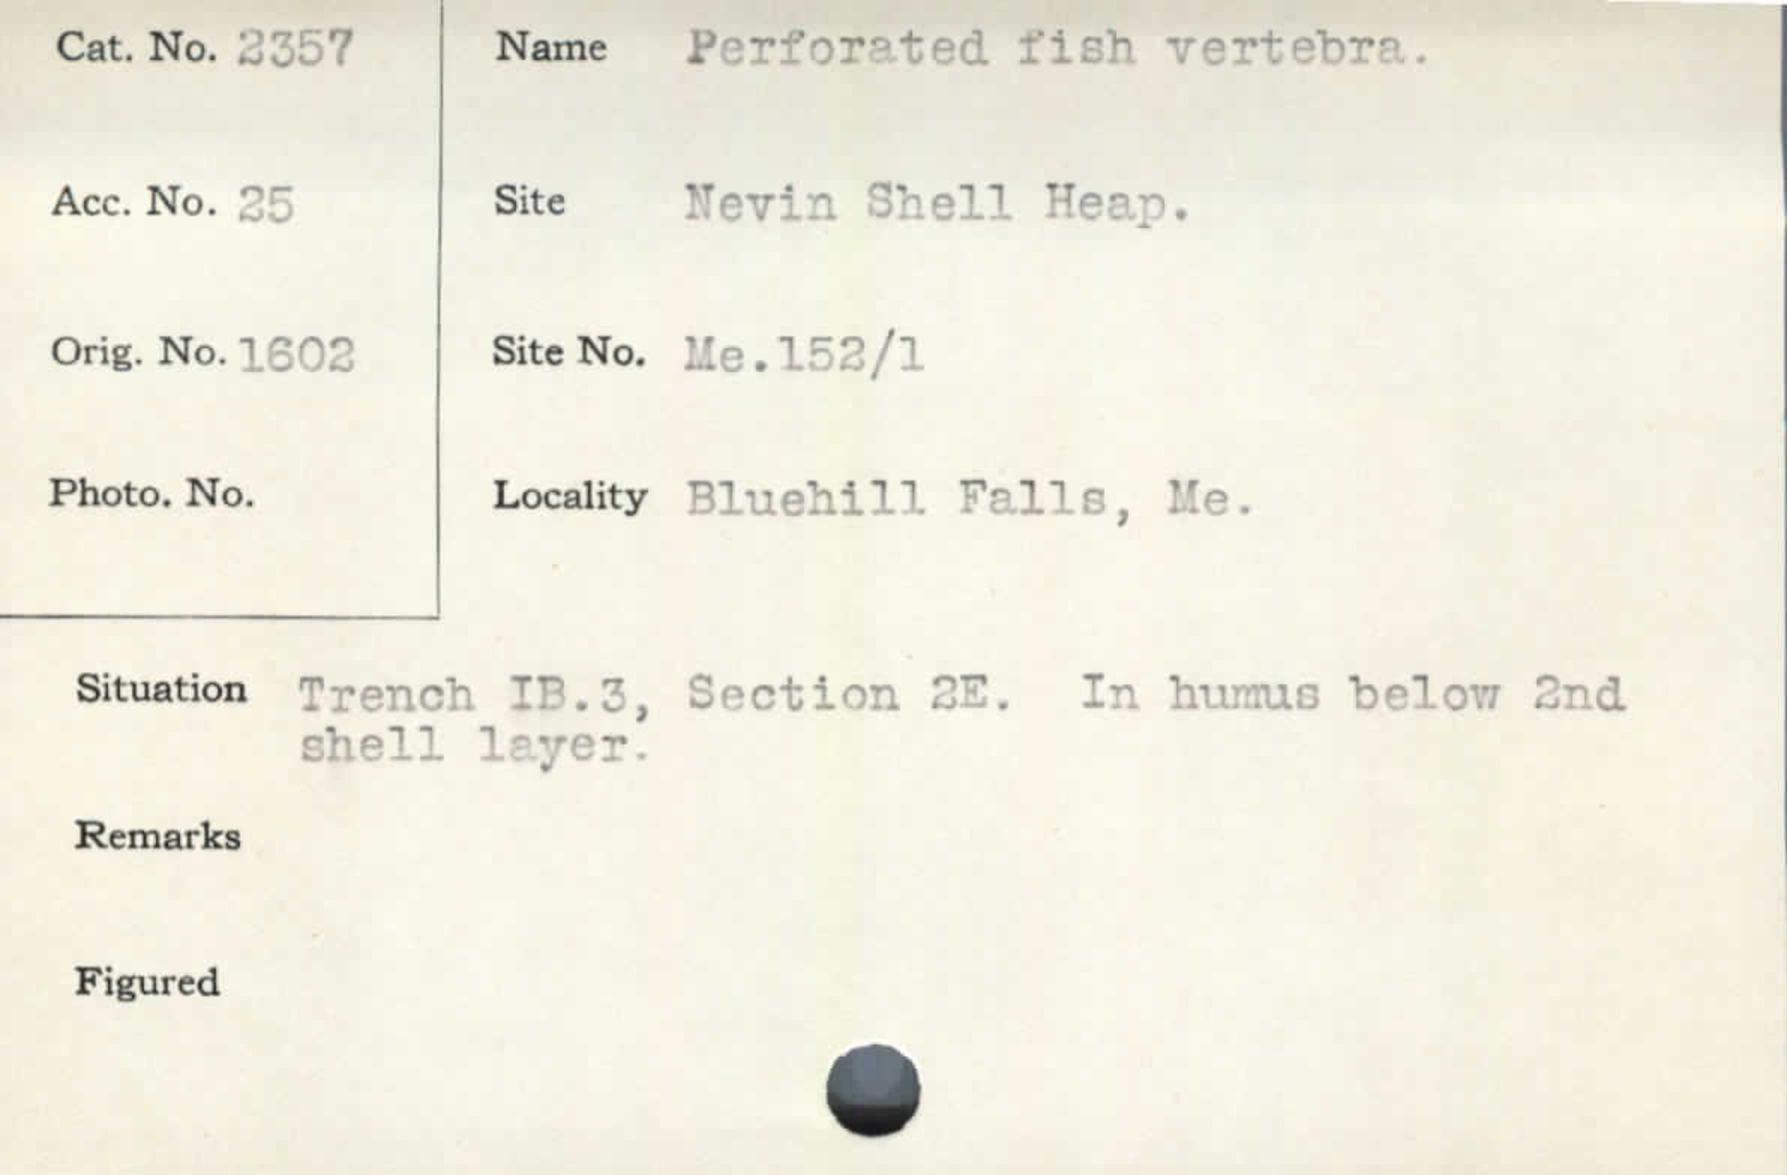 Cat. No. 2357
Name Perforated fish vertebra.
Acc. No. 25
Site Nevin Shell Heap.
Orig. No. 1602
Site No. Me.152/1
Photo. No.
Locality Bluehill Falls, Me.
Situation Trench IB.3, Section 2E. In humus below 2nd
shell layer.
Remarks
Figured